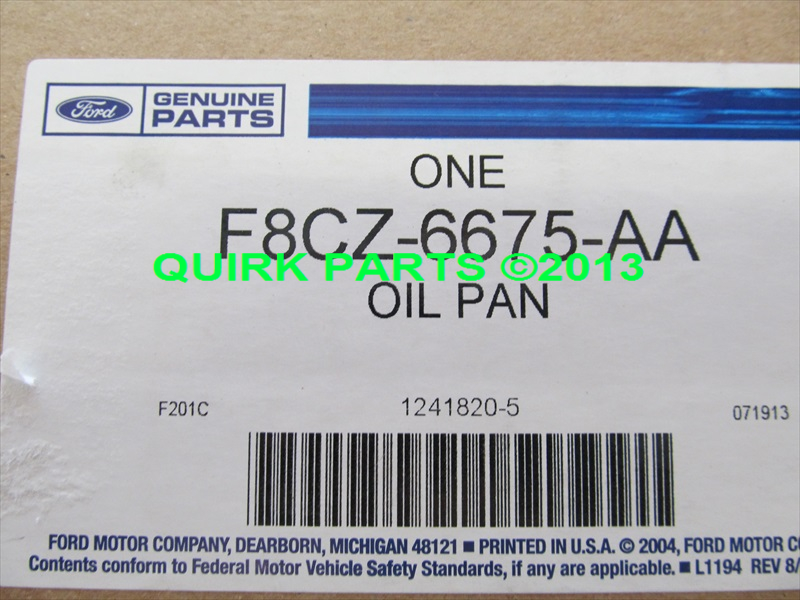 Ford GENUINE PARTS
ONE
F8CZ-6675-AA
QUIRK PARTS ©2013
OIL PAN
F201C 1241820-5 071913
FORD MOTOR COMPANY, DEARBORN, MICHIGAN 48121 ■ PRINTED IN U.S.A. © 2004, FORD MOTOR CO
Contents conform to Federal Motor Vehicle Safety Standards, if any are applicable. ■ L1194 REV 8/